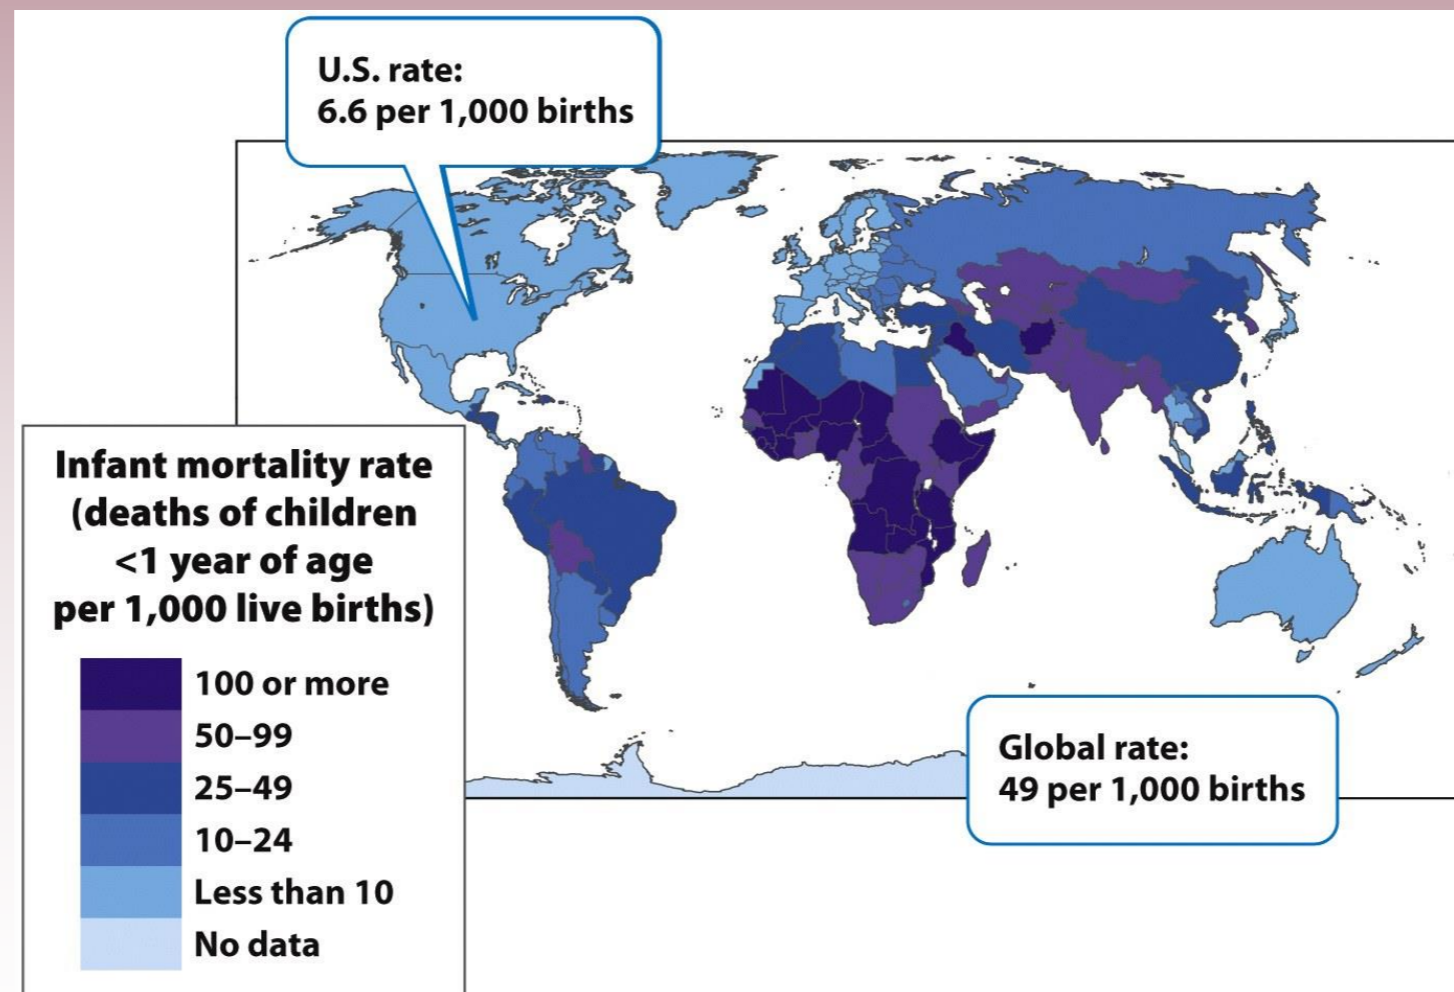 U.S. rate:
6.6 per 1,000 births
Infant mortality rate
(deaths of children
<1 year of age
per 1,000 live births)
100 or more
50–99
25–49
10–24
Less than 10
No data
Global rate:
49 per 1,000 births